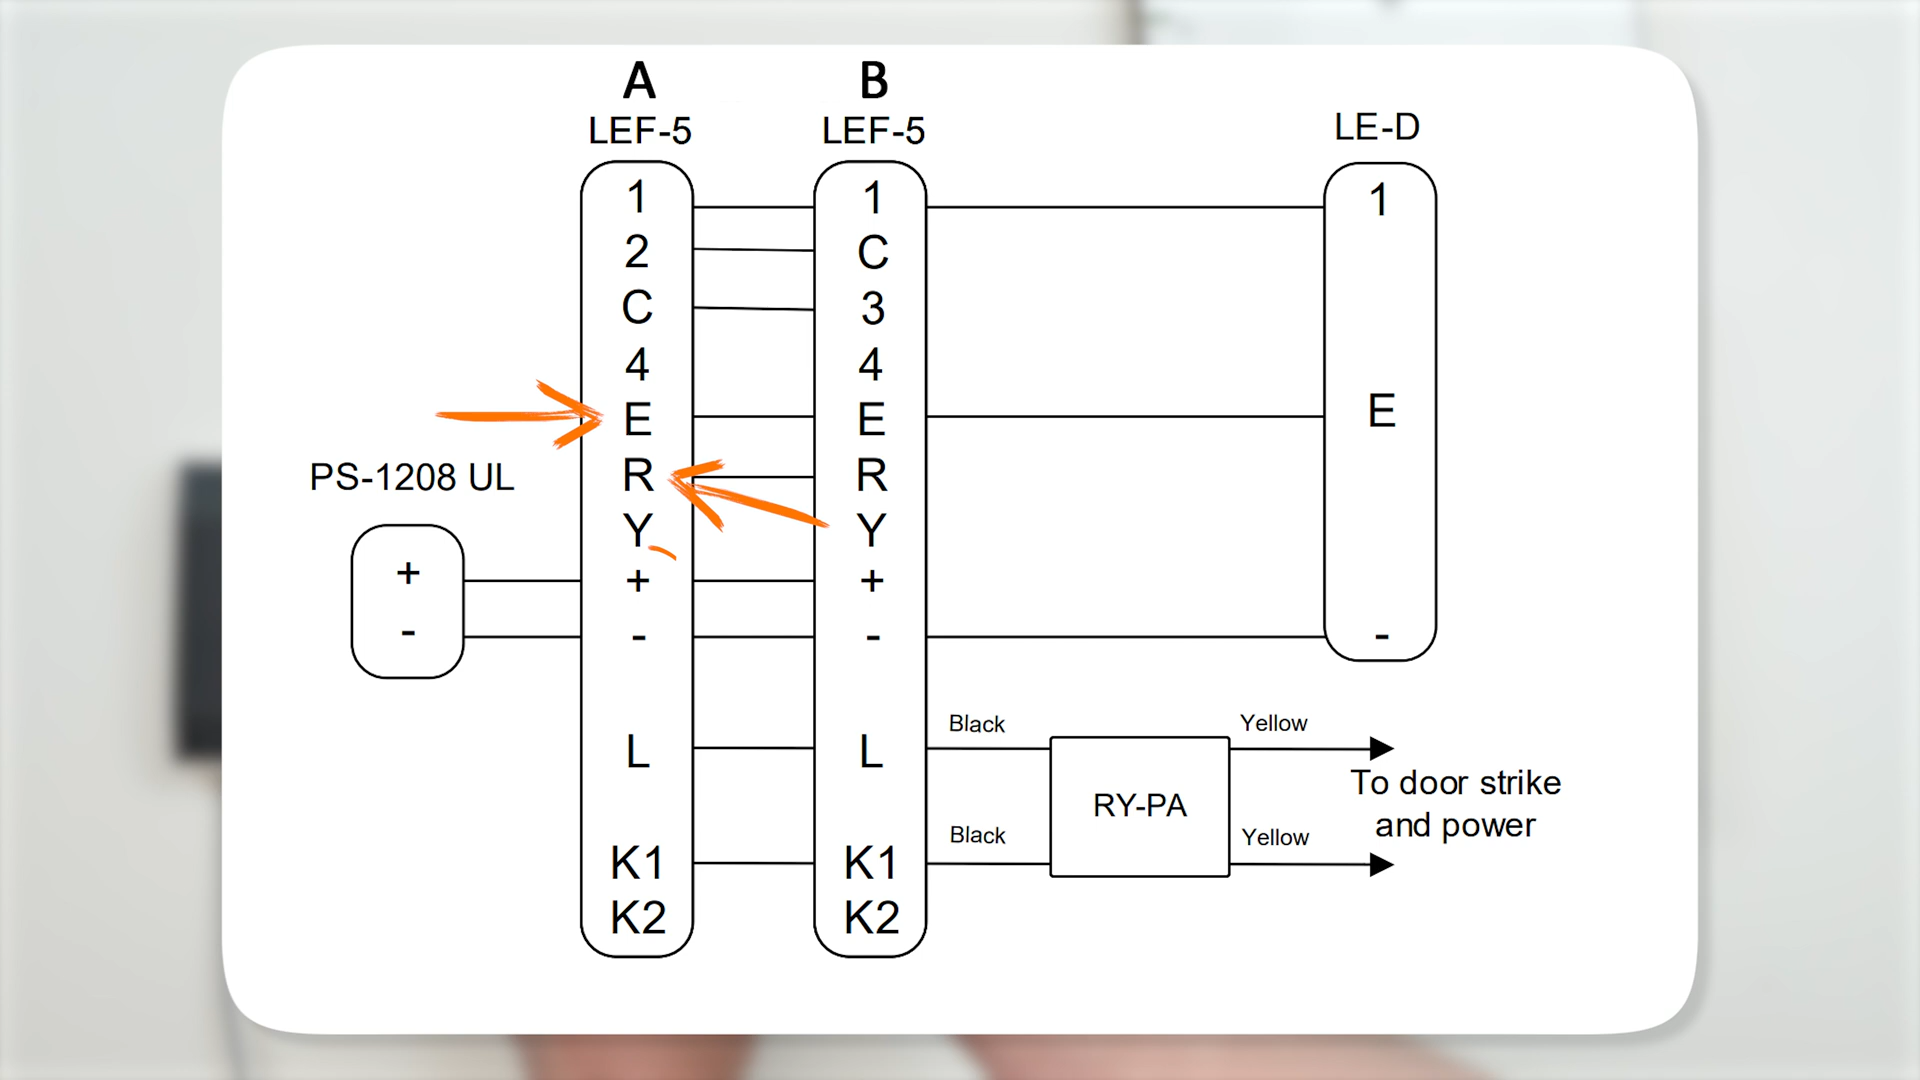 A
LEF-5
1
2
C
4
E
R
Y
+
-
L
K1
K2
B
LEF-5
1
C
3
4
E
R
Y
+
-
L
K1
K2
LE-D
1
E
-
PS-1208 UL
+
-
Black
Black
RY-PA
Yellow
Yellow
To door strike
and power